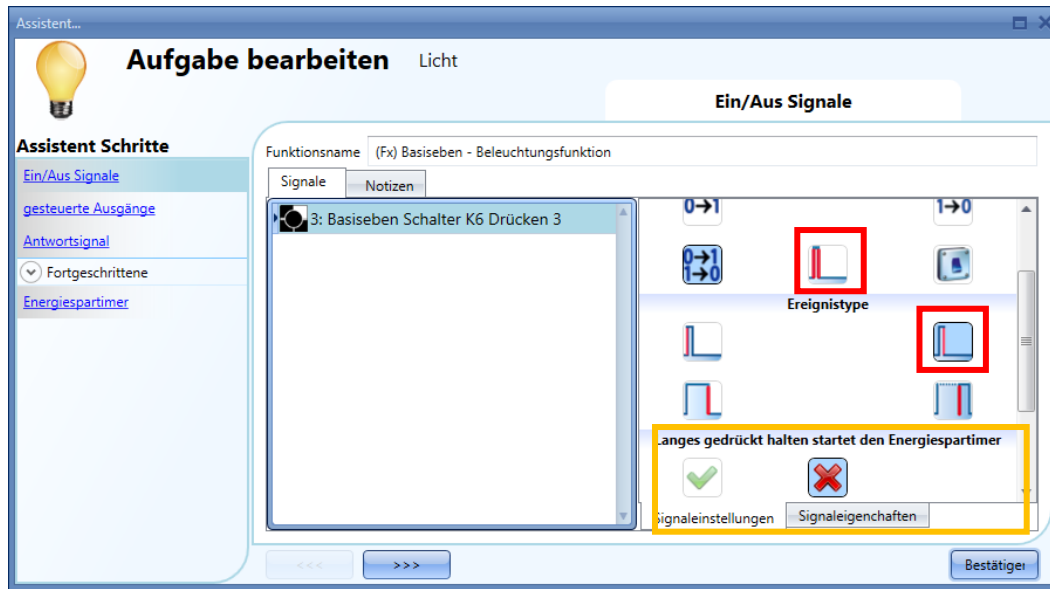 Assistent...
Aufgabe bearbeiten Licht
Ein/Aus Signale
Assistent Schritte
Ein/Aus Signale
gesteuerte Ausgänge
Antwortsignal
Fortgeschrittene
Energiespartimer
Funktionsname (Fx) Basiseben - Beleuchtungsfunktion
Signale Notizen
3: Basiseben Schalter K6 Drücken 3
0→1 1→0
0→1
1→0
Ereignistype
Langes gedrückt halten startet den Energiespartimer
Signaleinstellungen Signaleigenchaften
<<< >>> Bestätiger